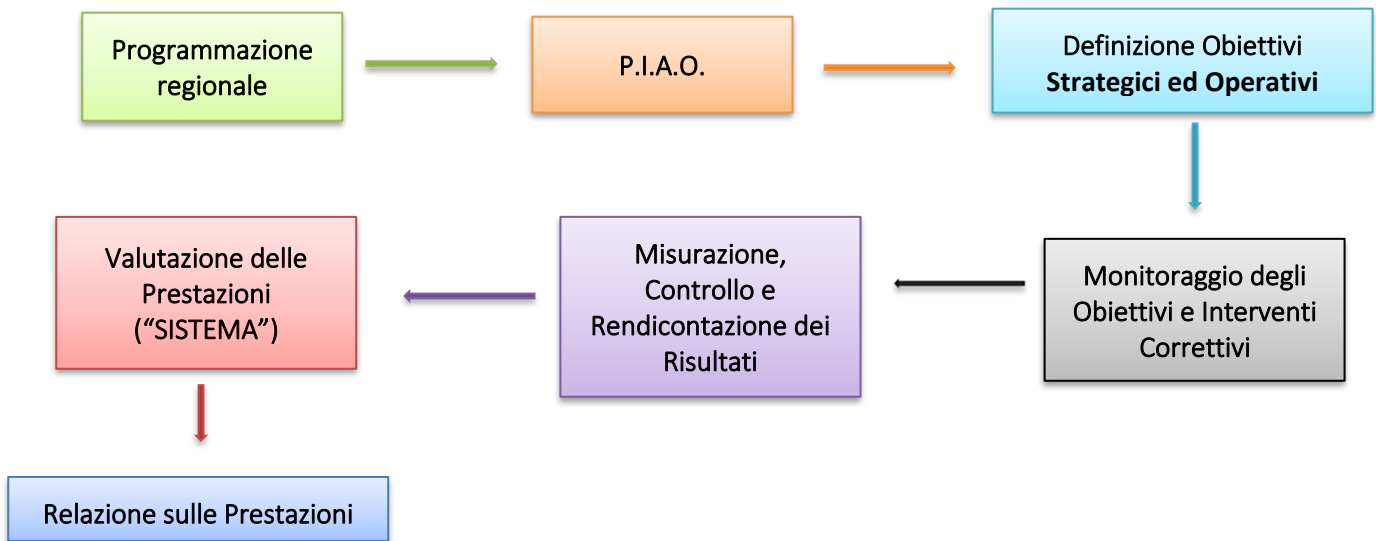 Programmazione
regionale
P.I.A.O.
Definizione Obiettivi
Strategici ed Operativi
Valutazione delle
Prestazioni
(“SISTEMA”)
Misurazione,
Controllo e
Rendicontazione dei
Risultati
Monitoraggio degli
Obiettivi e Interventi
Correttivi
Relazione sulle Prestazioni